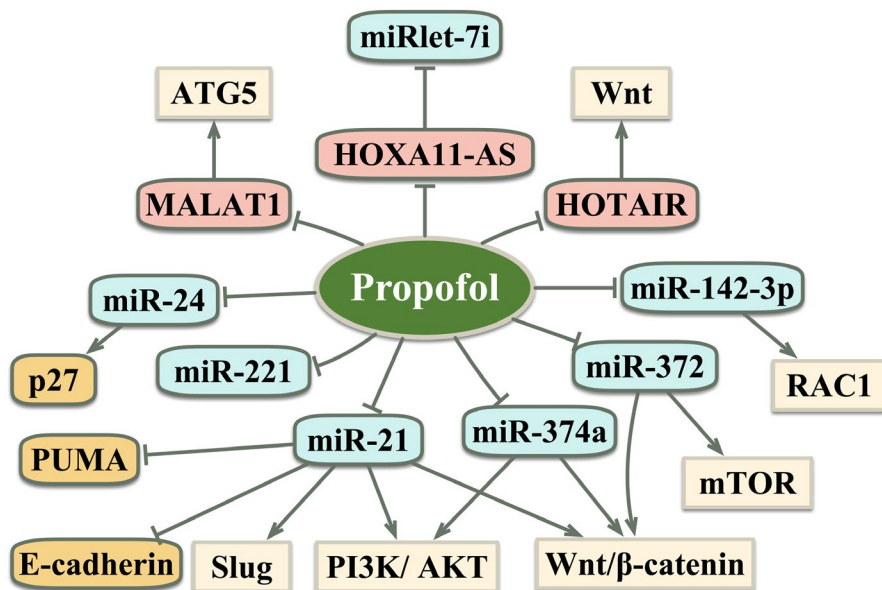 miRlet-7i
ATG5
Wnt
HOXA11-AS
MALAT1
HOTAIR
Propofol
miR-24
miR-142-3p
miR-221
miR-372
p27
RAC1
miR-21
miR-374a
PUMA
mTOR
E-cadherin
Slug
PI3K/ AKT
Wnt/β-catenin